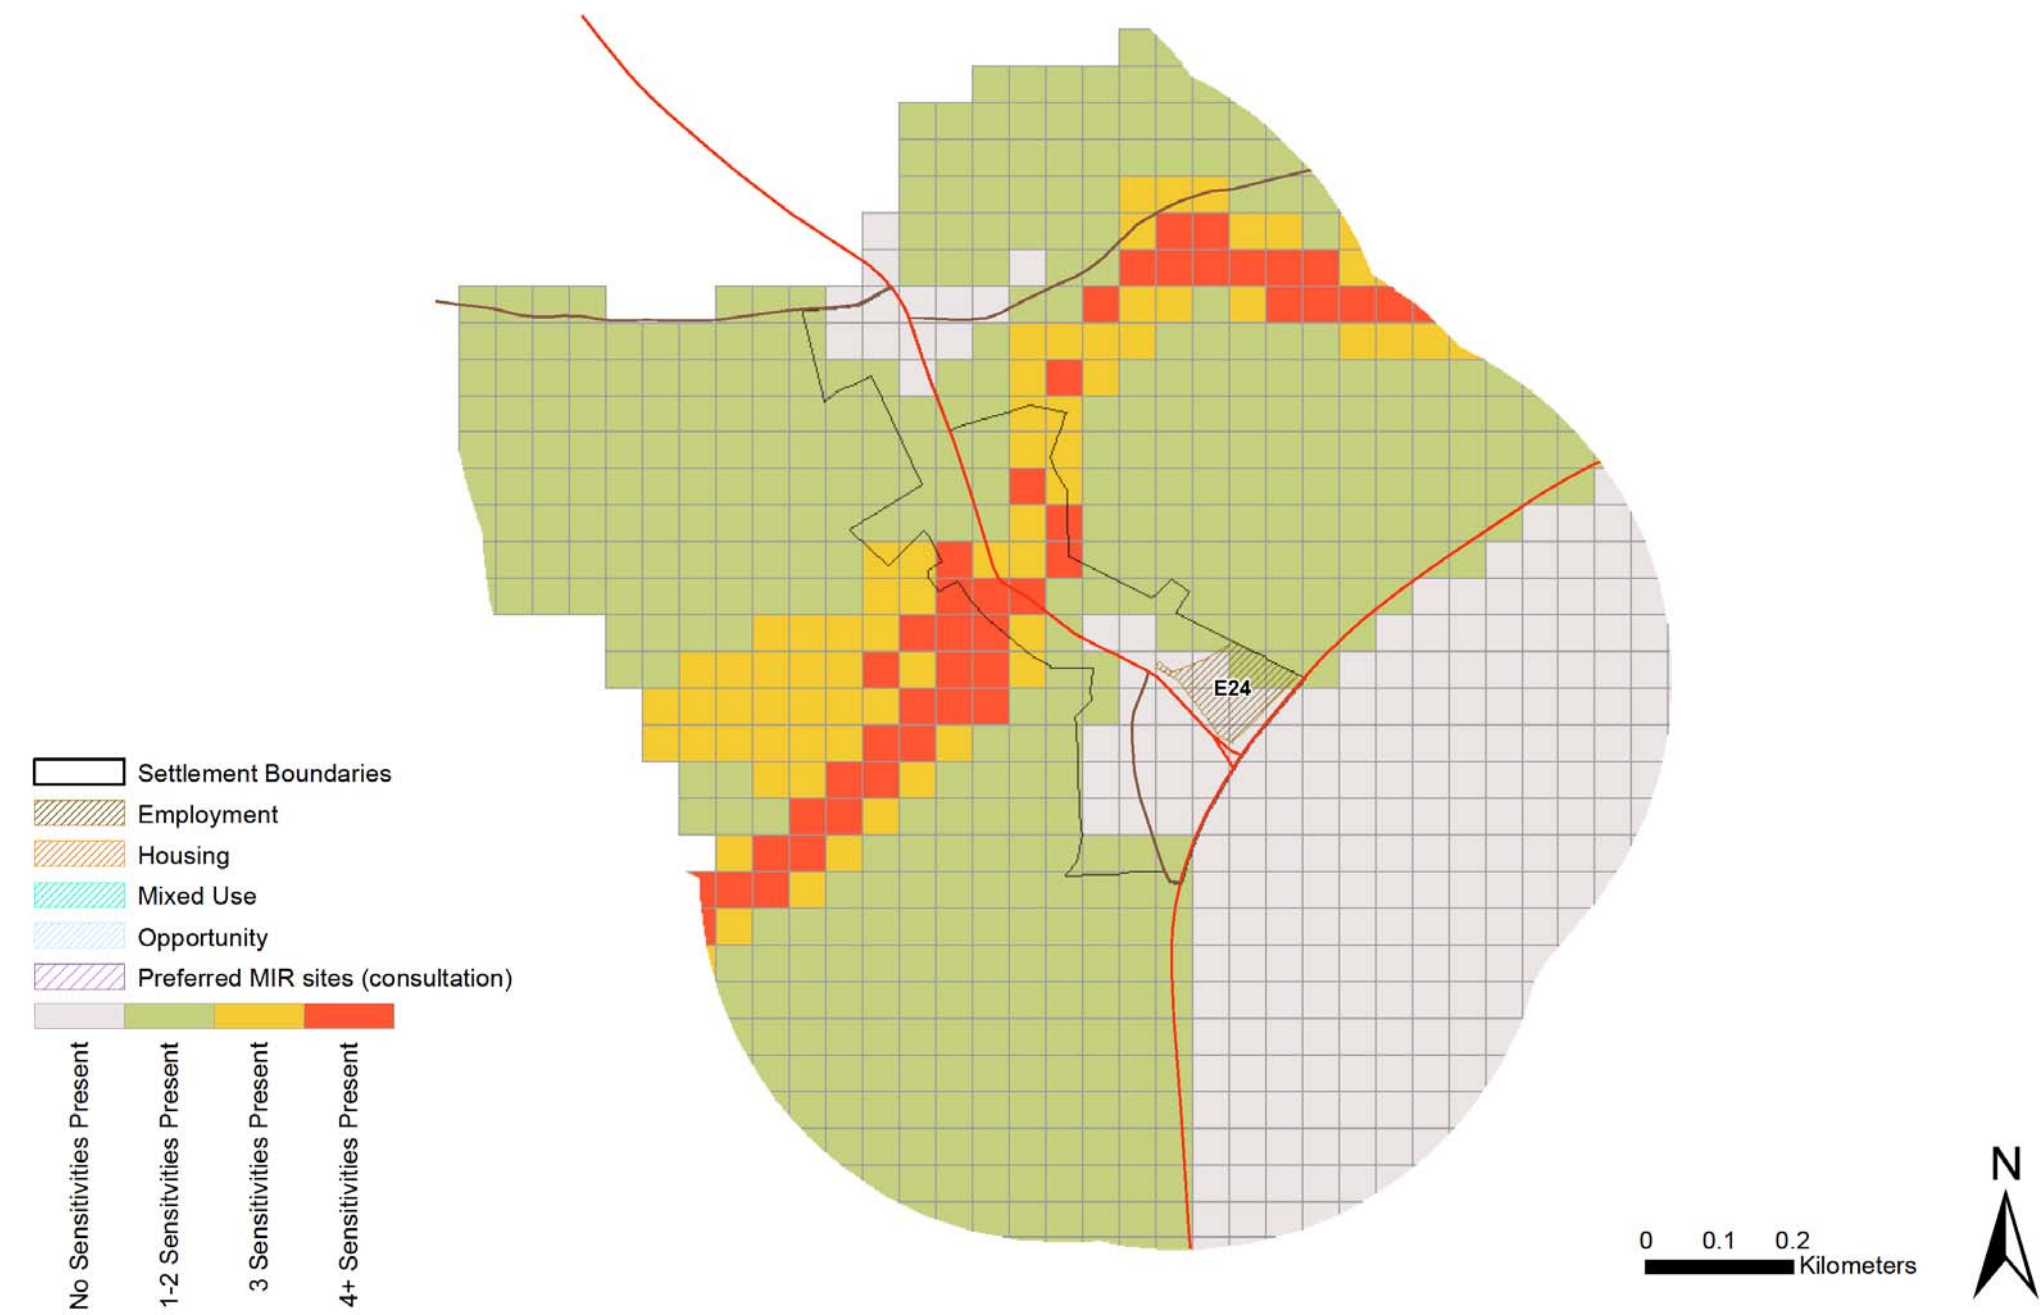 E24
Settlement Boundaries
Employment
Housing
Mixed Use
Opportunity
Preferred MIR sites (consultation)
No Sensitivities Present
1-2 Sensitvities Present
3 Sensitivities Present
4+ Sensitivities Present
N
0 0.1 0.2
Kilometers